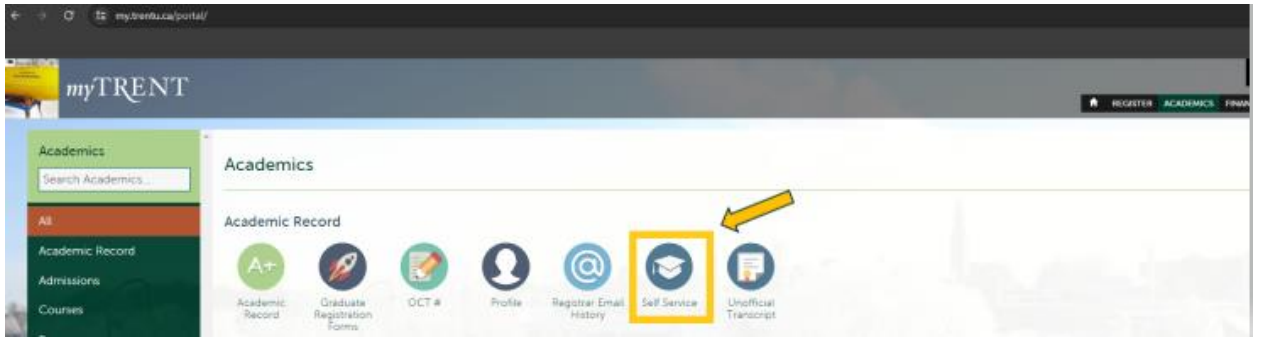 my.trentu.ca/portal/
myTRENT
REGISTER ACADEMICS
Academics
Search Academics...
All
Academic Record
Admissions
Courses
Academics
Academic Record
A+
Academic Record
Graduate Registration Forms
OCT #
Profile
@
Registrar Email History
Self Service
Unofficial Transcript